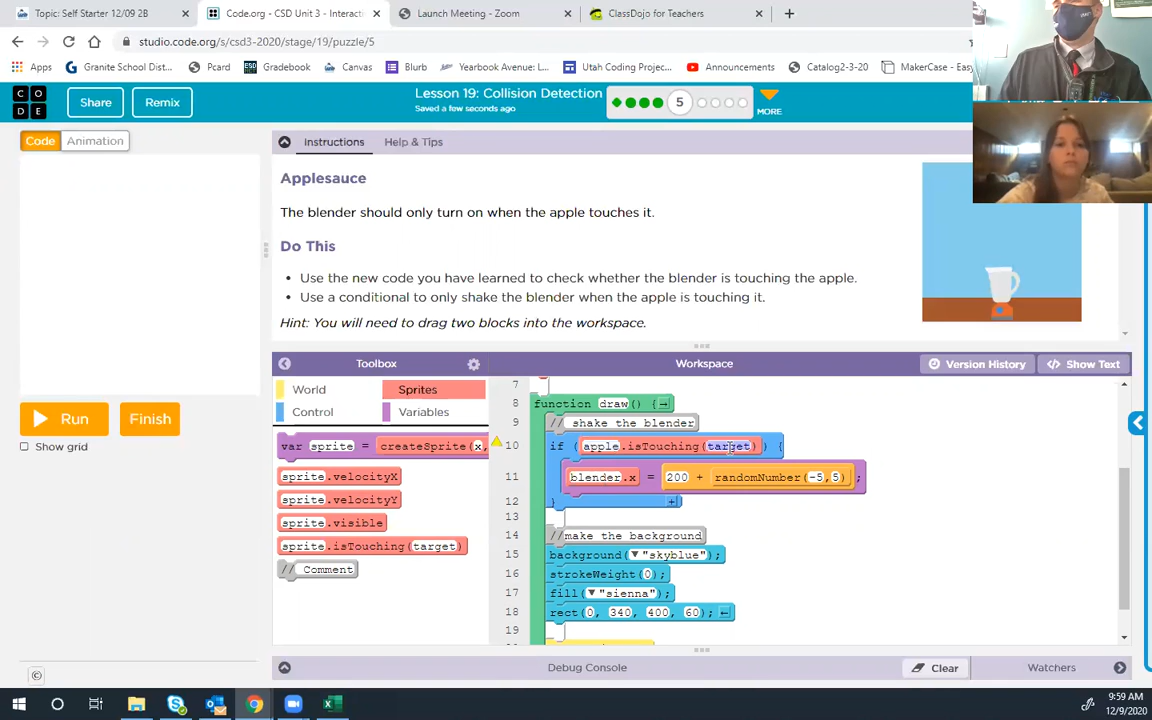 Topic: Self Starter 12/09 2B
Code.org - CSD Unit 3 - Interacti
Launch Meeting - Zoom
ClassDojo for Teachers
studio.code.org/s/csd3-2020/stage/19/puzzle/5
Apps
Granite School Dist...
Pcard
Gradebook
Canvas
Blurb
Yearbook Avenue: L...
Utah Coding Projec...
Announcements
Catalog2-3-20
MakerCase - Eas
CO
DE
Share
Remix
Lesson 19: Collision Detection
Saved a few seconds ago
5
MORE
Code
Animation
Instructions
Help & Tips
Applesauce
The blender should only turn on when the apple touches it.
Do This
• Use the new code you have learned to check whether the blender is touching the apple.
• Use a conditional to only shake the blender when the apple is touching it.
Hint: You will need to drag two blocks into the workspace.
Toolbox
Workspace
Version History
</> Show Text
World
Sprites
Control
Variables
Run
Finish
Show grid
var sprite = createSprite(x,
sprite.velocityX
sprite.velocityY
sprite.visible
sprite.isTouching(target)
// Comment
7
8 function draw() {
9 // shake the blender
10 if (apple.isTouching(target)) {
11 blender.x = 200 + randomNumber(-5,5);
12 }
13
14 //make the background
15 background("skyblue");
16 strokeWeight(0);
17 fill("sienna");
18 rect(0, 340, 400, 60);
19
Debug Console
Clear
Watchers
9:59 AM
12/9/2020